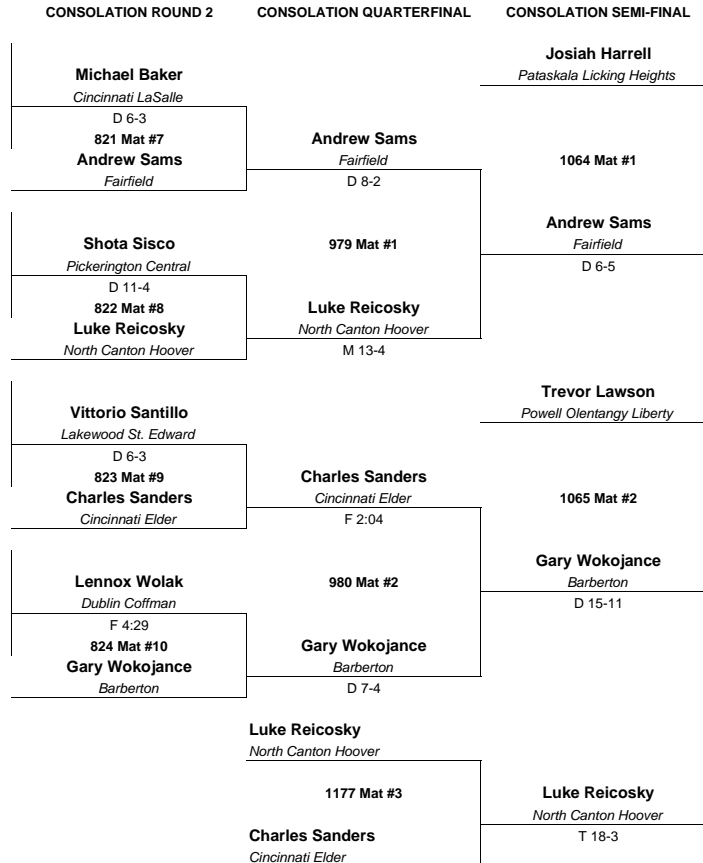 CONSOLATION ROUND 2
CONSOLATION QUARTERFINAL
CONSOLATION SEMI-FINAL
Josiah Harrell
Pataskala Licking Heights
Michael Baker
Cincinnati LaSalle
D 6-3
821 Mat #7
Andrew Sams
Fairfield
Andrew Sams
Fairfield
D 8-2
1064 Mat #1
Shota Sisco
Pickerington Central
D 11-4
822 Mat #8
Luke Reicosky
North Canton Hoover
979 Mat #1
Andrew Sams
Fairfield
D 6-5
Luke Reicosky
North Canton Hoover
M 13-4
Trevor Lawson
Powell Olentangy Liberty
Vittorio Santillo
Lakewood St. Edward
D 6-3
823 Mat #9
Charles Sanders
Cincinnati Elder
Charles Sanders
Cincinnati Elder
F 2:04
1065 Mat #2
Lennox Wolak
Dublin Coffman
F 4:29
824 Mat #10
Gary Wokojance
Barberton
980 Mat #2
Gary Wokojance
Barberton
D 15-11
Gary Wokojance
Barberton
D 7-4
Luke Reicosky
North Canton Hoover
1177 Mat #3
Luke Reicosky
North Canton Hoover
T 18-3
Charles Sanders
Cincinnati Elder